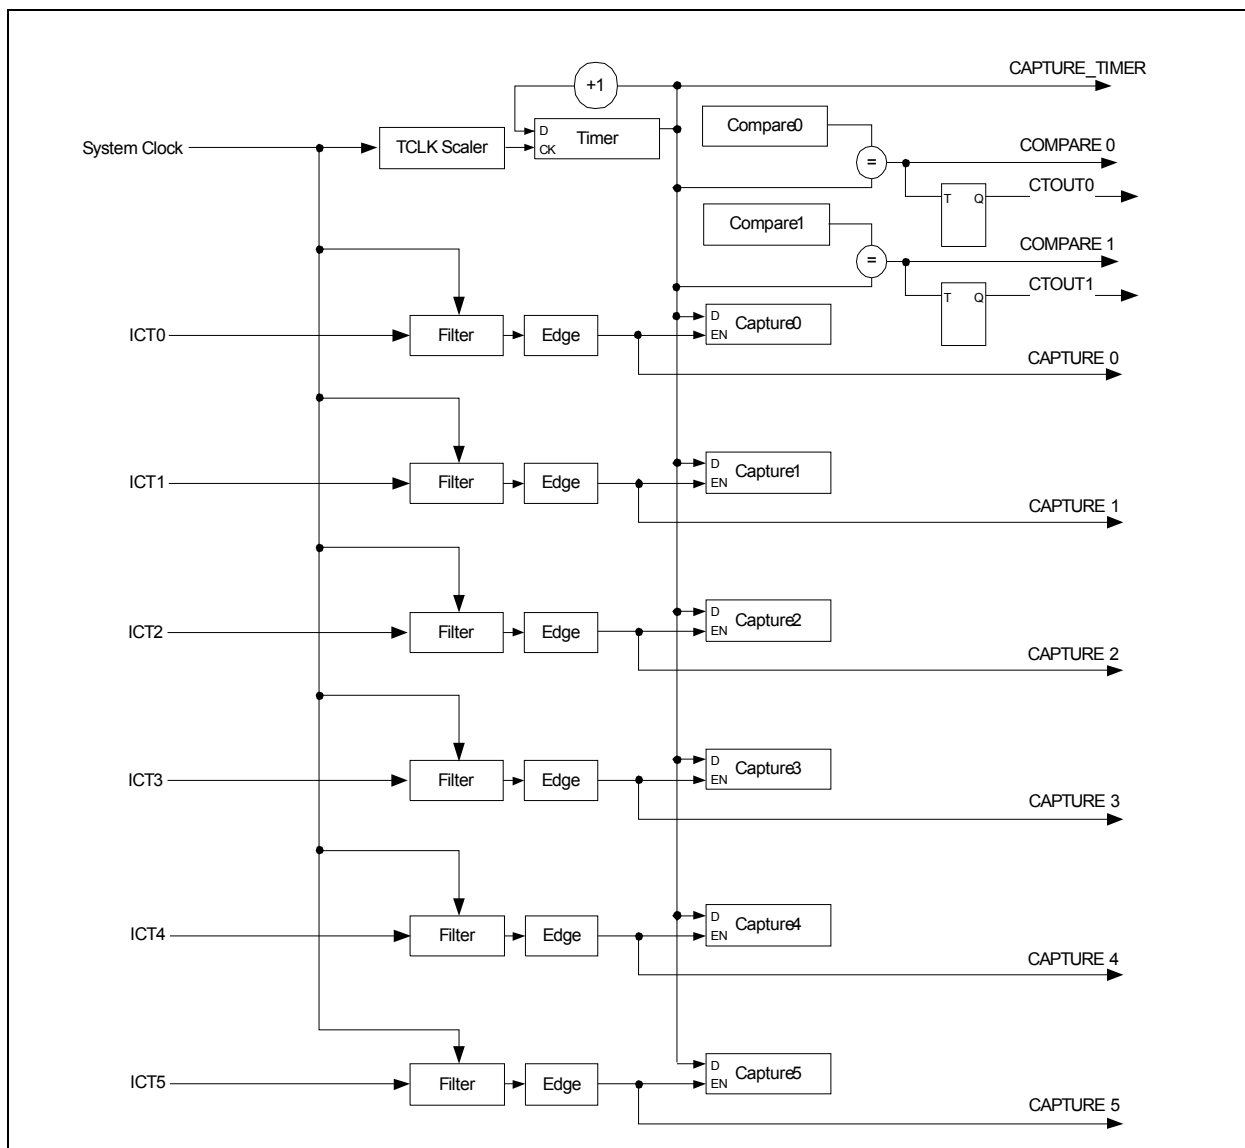 CAPTURE_TIMER
+1
System Clock
TCLK Scaler
D
CK
Timer
Compare0
=
COMPARE 0
T
Q
CTOUT0
Compare1
=
COMPARE 1
T
Q
CTOUT1
ICT0
Filter
Edge
D
EN
Capture0
CAPTURE 0
ICT1
Filter
Edge
D
EN
Capture1
CAPTURE 1
ICT2
Filter
Edge
D
EN
Capture2
CAPTURE 2
ICT3
Filter
Edge
D
EN
Capture3
CAPTURE 3
ICT4
Filter
Edge
D
EN
Capture4
CAPTURE 4
ICT5
Filter
Edge
D
EN
Capture5
CAPTURE 5